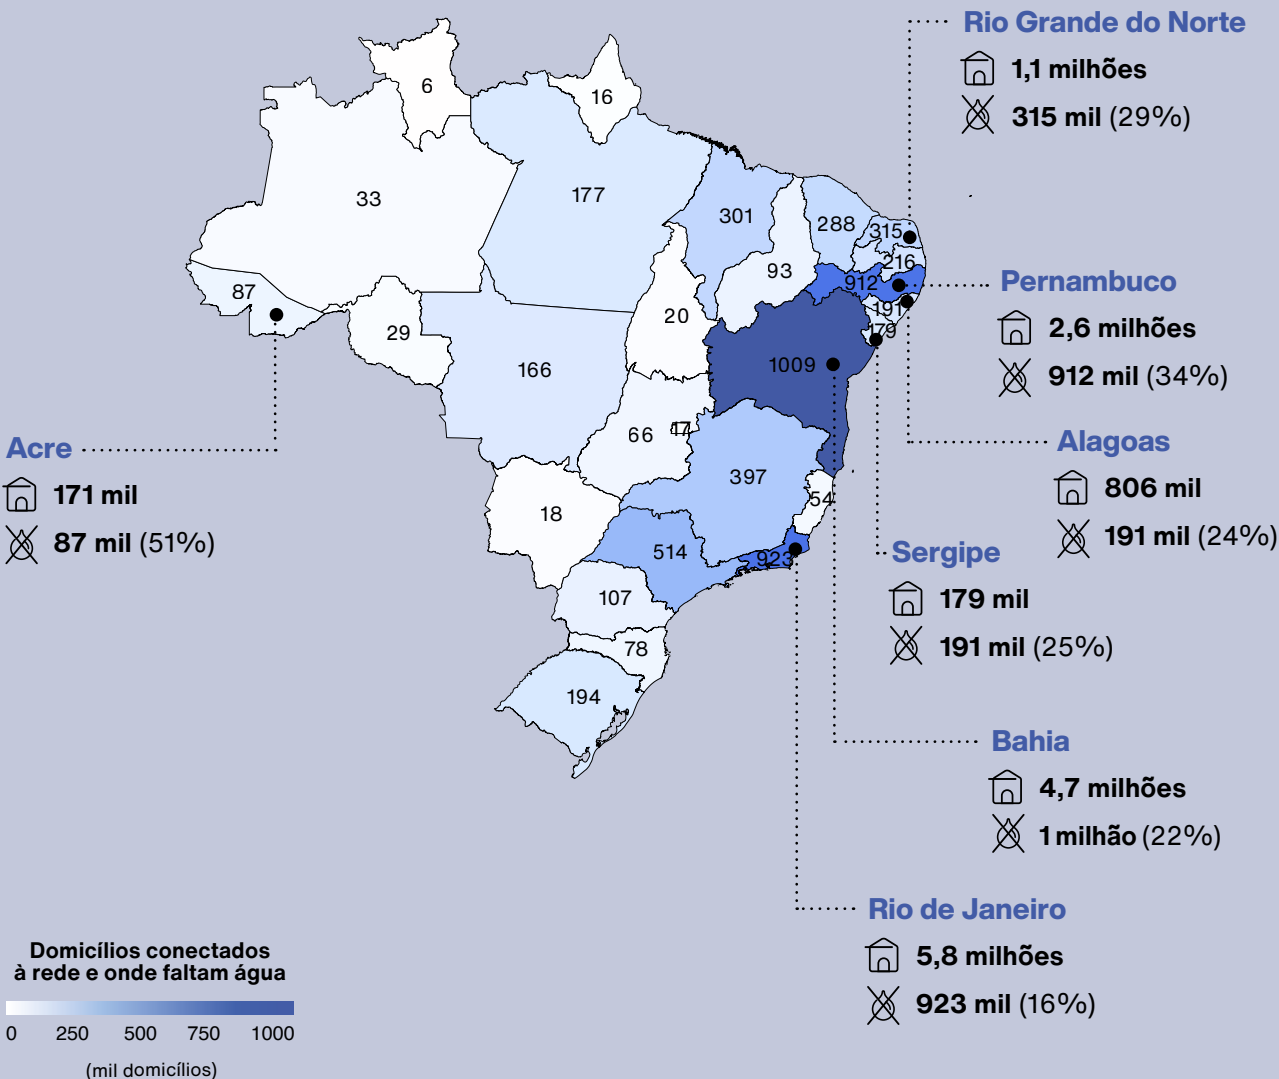 Rio Grande do Norte
1,1 milhões
315 mil (29%)
6
16
33
177
301
288
315
216
93
912
191
179
87
29
20
166
1009
66
17
397
54
18
514
923
107
78
194
Pernambuco
2,6 milhões
912 mil (34%)
Acre
171 mil
87 mil (51%)
Alagoas
806 mil
191 mil (24%)
Sergipe
179 mil
191 mil (25%)
Bahia
4,7 milhões
1 milhão (22%)
Rio de Janeiro
5,8 milhões
923 mil (16%)
Domicílios conectados
à rede e onde faltam água
0 250 500 750 1000
(mil domicílios)